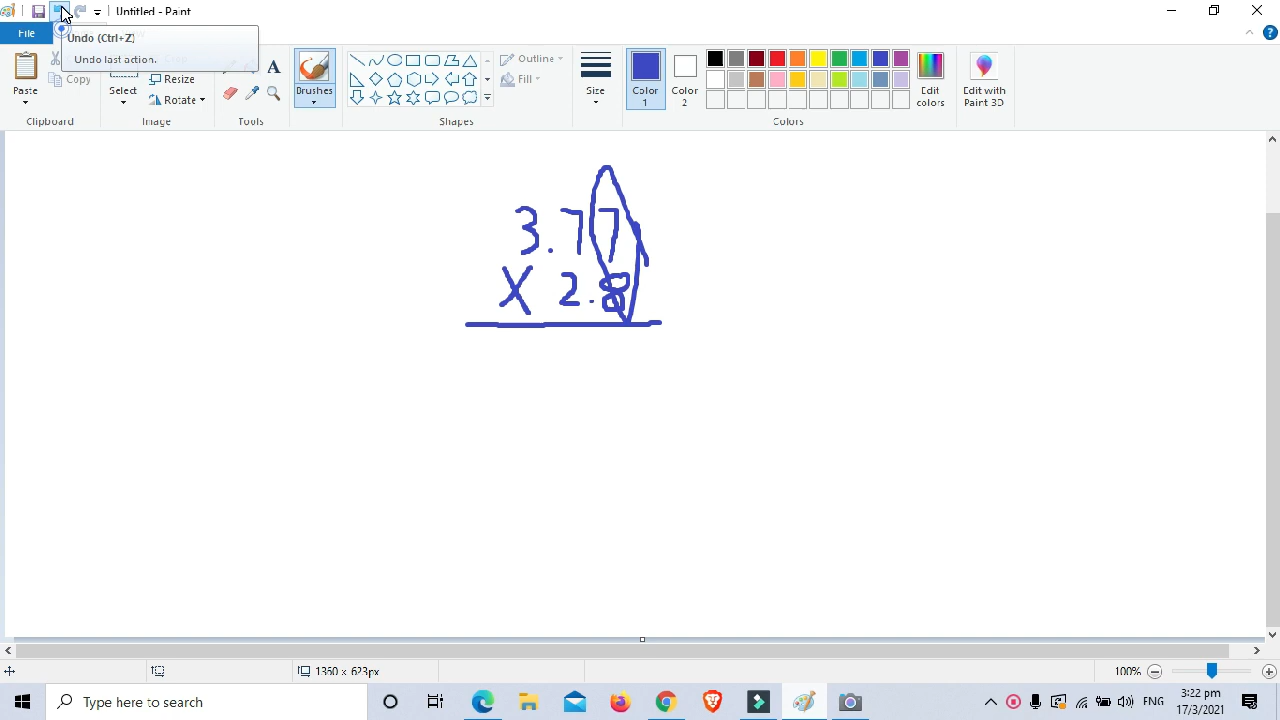 Untitled - Paint
File
Undo (Ctrl+Z)
Undo last action
Paste
Copy
Select
Resize
Rotate
Brushes
Outline
Fill
Size
Color 1
Color 2
Edit colors
Edit with Paint 3D
Clipboard
Image
Tools
Shapes
Colors
3.77
X 2.8
1360 × 623px
100%
Type here to search
ENG
3:22 pm
17/3/2021